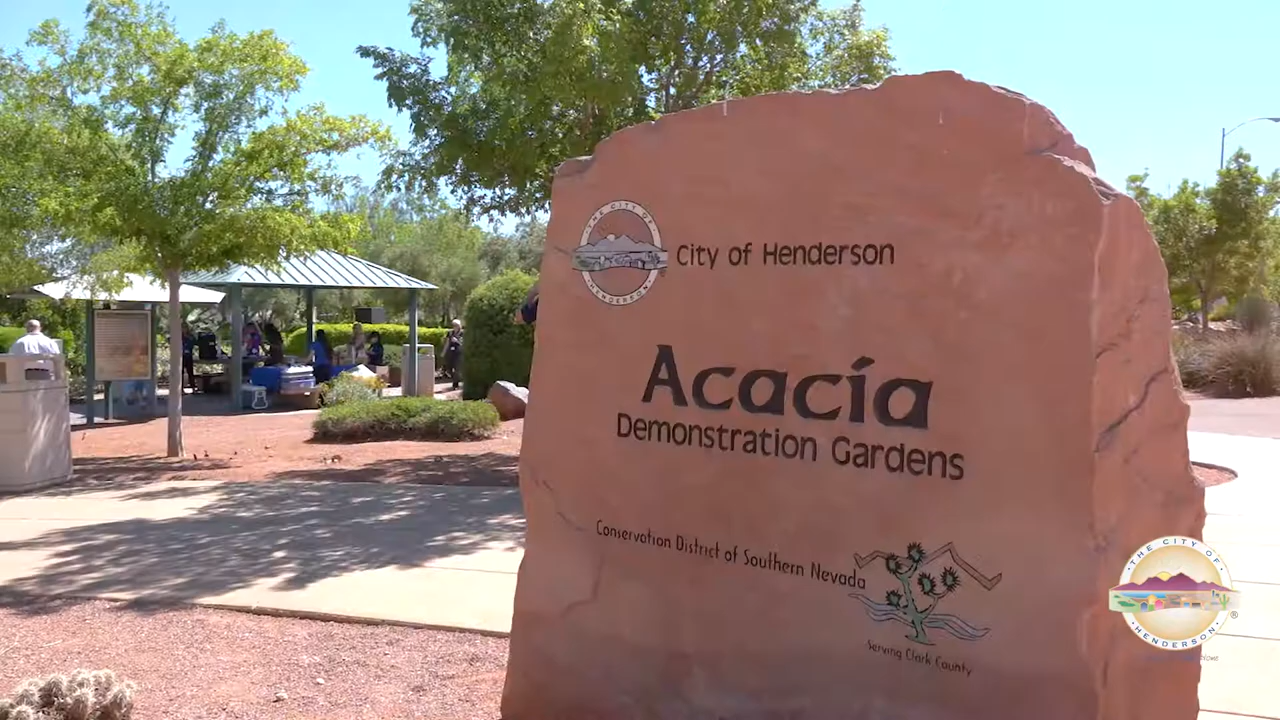 THE CITY OF
HENDERSON
City of Henderson
Acacía
Demonstration Gardens
Conservation District of Southern Nevada
Serving Clark County
THE CITY OF
HENDERSON
®